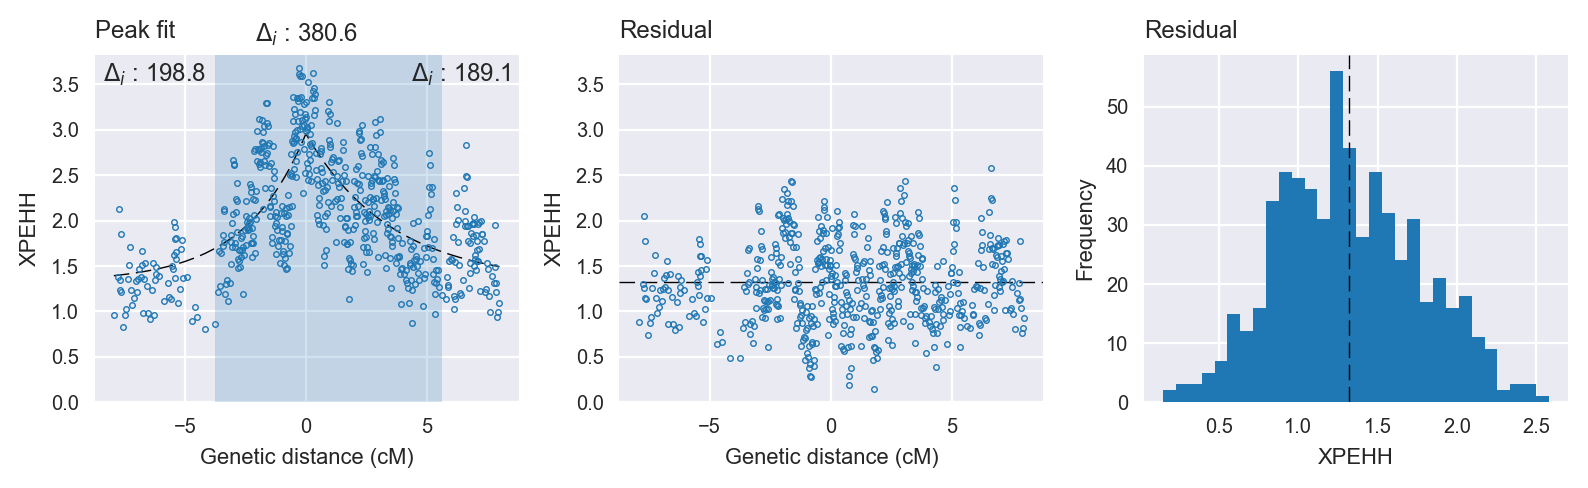 Peak fit
Δi : 380.6
Δi : 198.8
Δi : 189.1
3.5
3.0
2.5
2.0
1.5
1.0
0.5
0.0
XPEHH
−5
0
5
Genetic distance (cM)
Residual
3.5
3.0
2.5
2.0
1.5
1.0
0.5
0.0
XPEHH
−5
0
5
Genetic distance (cM)
Residual
50
40
30
20
10
0
Frequency
0.5
1.0
1.5
2.0
2.5
XPEHH